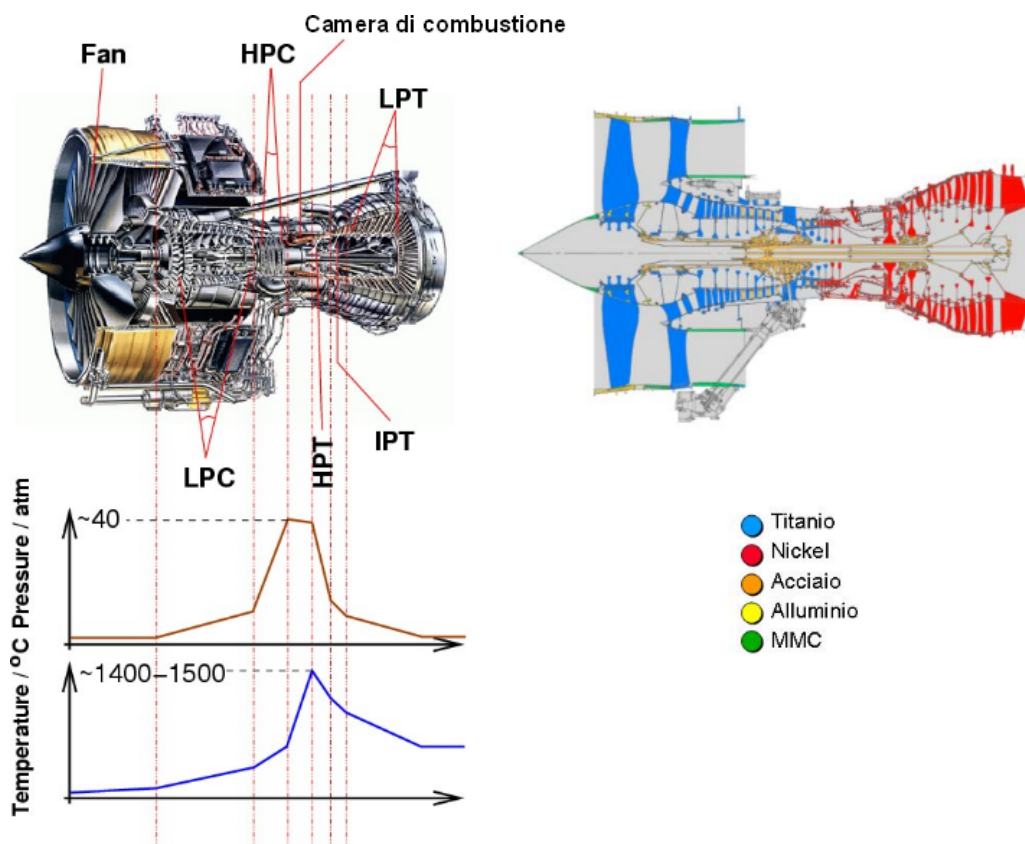 Camera di combustione
Fan
HPC
LPT
LPC
HPT
IPT
Pressure / atm
~40
Temperature / °C
~1400–1500
Titanio
Nickel
Acciaio
Alluminio
MMC